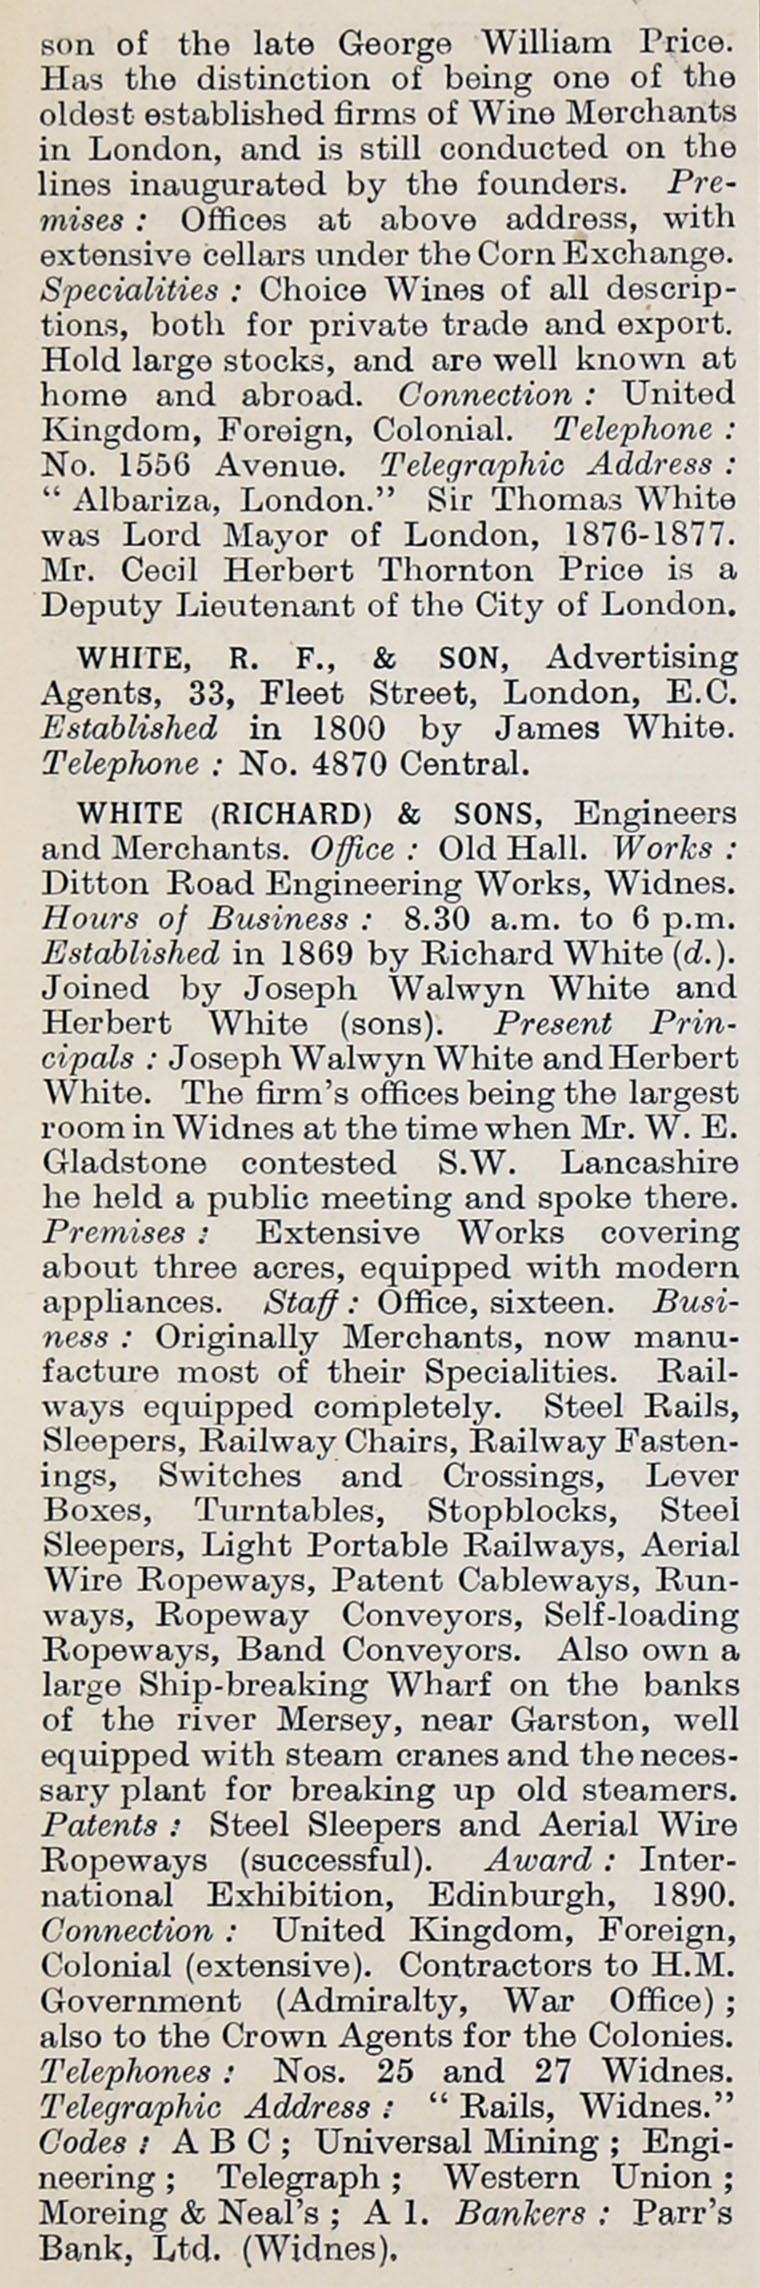 son of the late George William Price.
Has the distinction of being one of the
oldest established firms of Wine Merchants
in London, and is still conducted on the
lines inaugurated by the founders. Pre-
mises : Offices at above address, with
extensive cellars under the Corn Exchange.
Specialities : Choice Wines of all descrip-
tions, both for private trade and export.
Hold large stocks, and are well known at
home and abroad. Connection : United
Kingdom, Foreign, Colonial. Telephone :
No. 1556 Avenue. Telegraphic Address :
“ Albariza, London.” Sir Thomas White
was Lord Mayor of London, 1876-1877.
Mr. Cecil Herbert Thornton Price is a
Deputy Lieutenant of the City of London.
WHITE, R. F., & SON, Advertising
Agents, 33, Fleet Street, London, E.C.
Established in 1800 by James White.
Telephone : No. 4870 Central.
WHITE (RICHARD) & SONS, Engineers
and Merchants. Office : Old Hall. Works :
Ditton Road Engineering Works, Widnes.
Hours of Business : 8.30 a.m. to 6 p.m.
Established in 1869 by Richard White (d.).
Joined by Joseph Walwyn White and
Herbert White (sons). Present Prin-
cipals : Joseph Walwyn White and Herbert
White. The firm’s offices being the largest
room in Widnes at the time when Mr. W. E.
Gladstone contested S.W. Lancashire
he held a public meeting and spoke there.
Premises : Extensive Works covering
about three acres, equipped with modern
appliances. Staff : Office, sixteen. Busi-
ness : Originally Merchants, now manu-
facture most of their Specialities. Rail-
ways equipped completely. Steel Rails,
Sleepers, Railway Chairs, Railway Fasten-
ings, Switches and Crossings, Lever
Boxes, Turntables, Stopblocks, Steel
Sleepers, Light Portable Railways, Aerial
Wire Ropeways, Patent Cableways, Run-
ways, Ropeway Conveyors, Self-loading
Ropeways, Band Conveyors. Also own a
large Ship-breaking Wharf on the banks
of the river Mersey, near Garston, well
equipped with steam cranes and the neces-
sary plant for breaking up old steamers.
Patents : Steel Sleepers and Aerial Wire
Ropeways (successful). Award : Inter-
national Exhibition, Edinburgh, 1890.
Connection : United Kingdom, Foreign,
Colonial (extensive). Contractors to H.M.
Government (Admiralty, War Office) ;
also to the Crown Agents for the Colonies.
Telephones : Nos. 25 and 27 Widnes.
Telegraphic Address : “ Rails, Widnes.”
Codes : A B C ; Universal Mining ; Engi-
neering ; Telegraph ; Western Union ;
Moreing & Neal’s ; A 1. Bankers : Parr’s
Bank, Ltd. (Widnes).